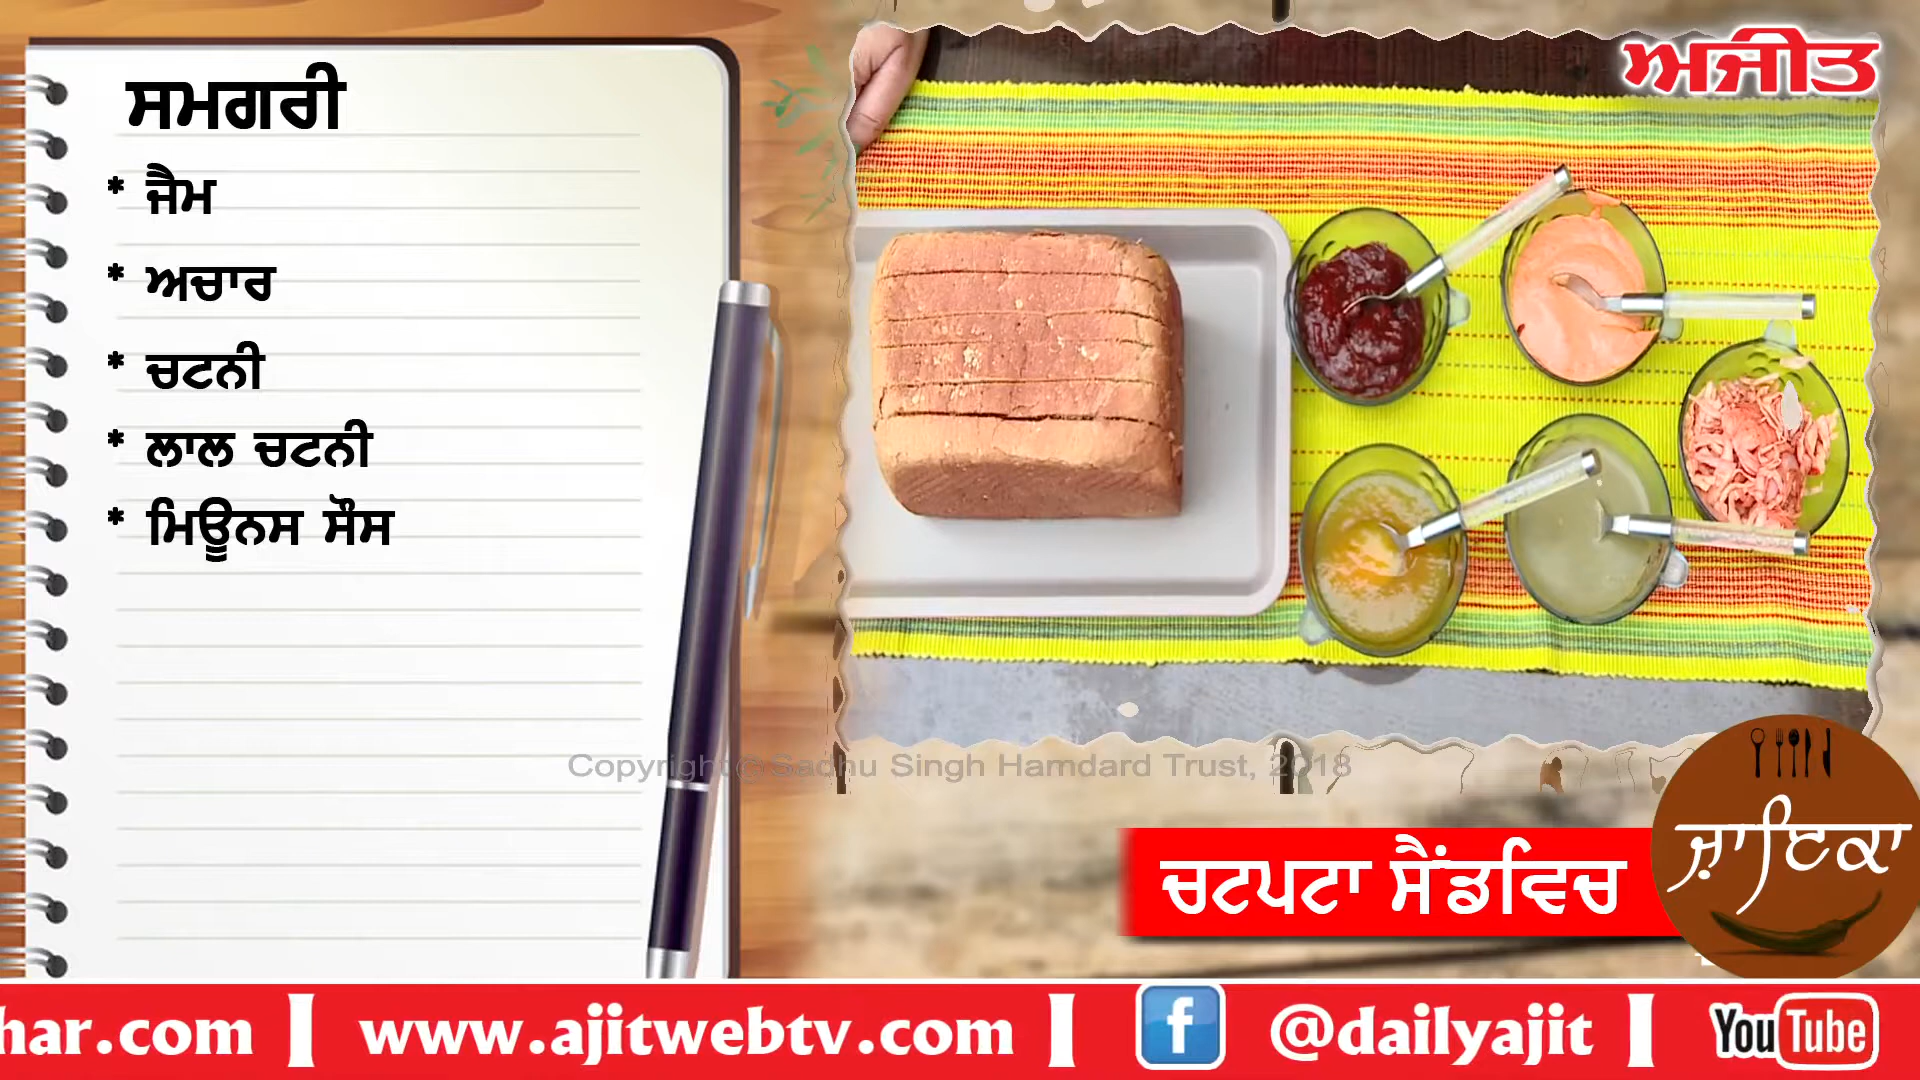 ਅਜੀਤ
ਸਮਗਰੀ
* ਜੈਮ
* ਅਚਾਰ
* ਚਟਨੀ
* ਲਾਲ ਚਟਨੀ
* ਮਿਊਨਸ ਸੌਸ
Copyright © Sadhu Singh Hamdard Trust, 2018
ਚਟਪਟਾ ਸੈਂਡਵਿਚ
ਜ਼ਾਇਕਾ
har.com | www.ajitwebtv.com | f @dailyajit | YouTube